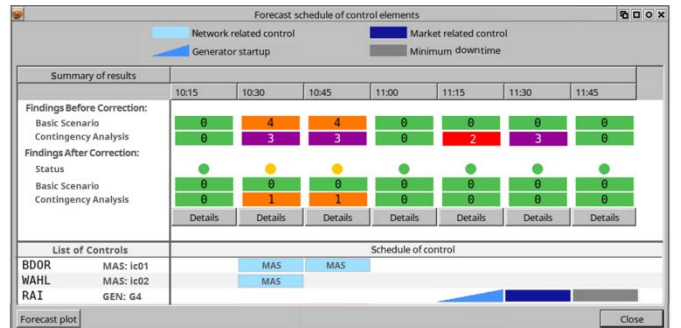 Forecast schedule of control elements
Network related control Market related control
Generator startup Minimum downtime
Summary of results
10:15 10:30 10:45 11:00 11:15 11:30 11:45
Findings Before Correction:
Basic Scenario 0 4 4 0 0 0 0
Contingency Analysis 0 3 3 0 2 3 0
Findings After Correction:
Status
Basic Scenario 0 0 0 0 0 0 0
Contingency Analysis 0 1 1 0 0 0 0
Details Details Details Details Details Details Details
List of Controls Schedule of control
BDOR MAS: ic01 MAS MAS
WAHL MAS: ic02 MAS
RAI GEN: G4
Forecast plot Close